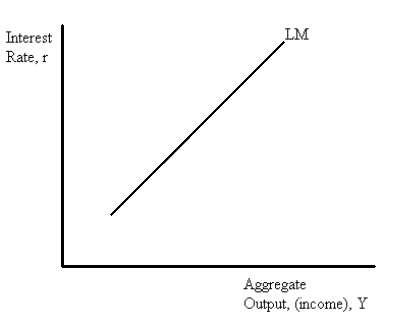 Interest
Rate, r
LM
Aggregate
Output, (income), Y